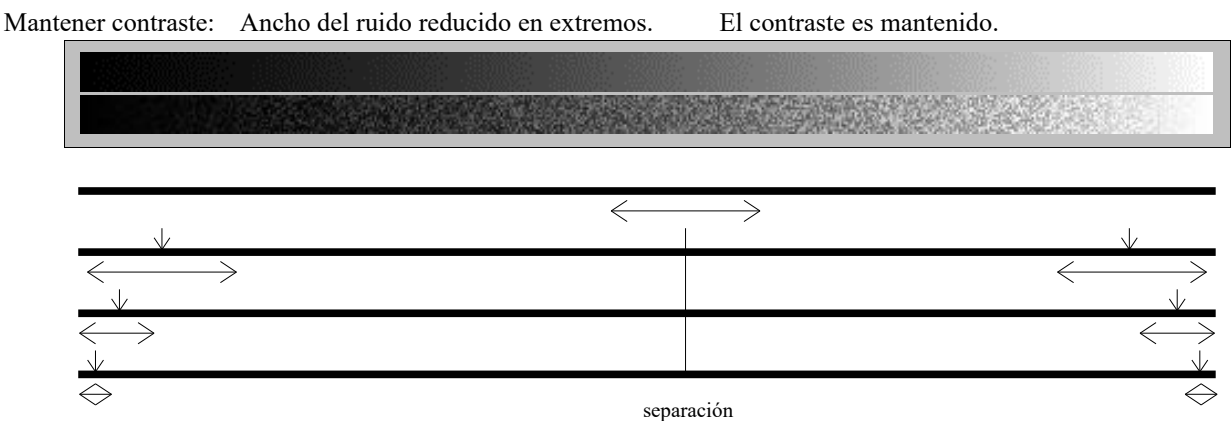 Mantener contraste: Ancho del ruido reducido en extremos. El contraste es mantenido.
separación